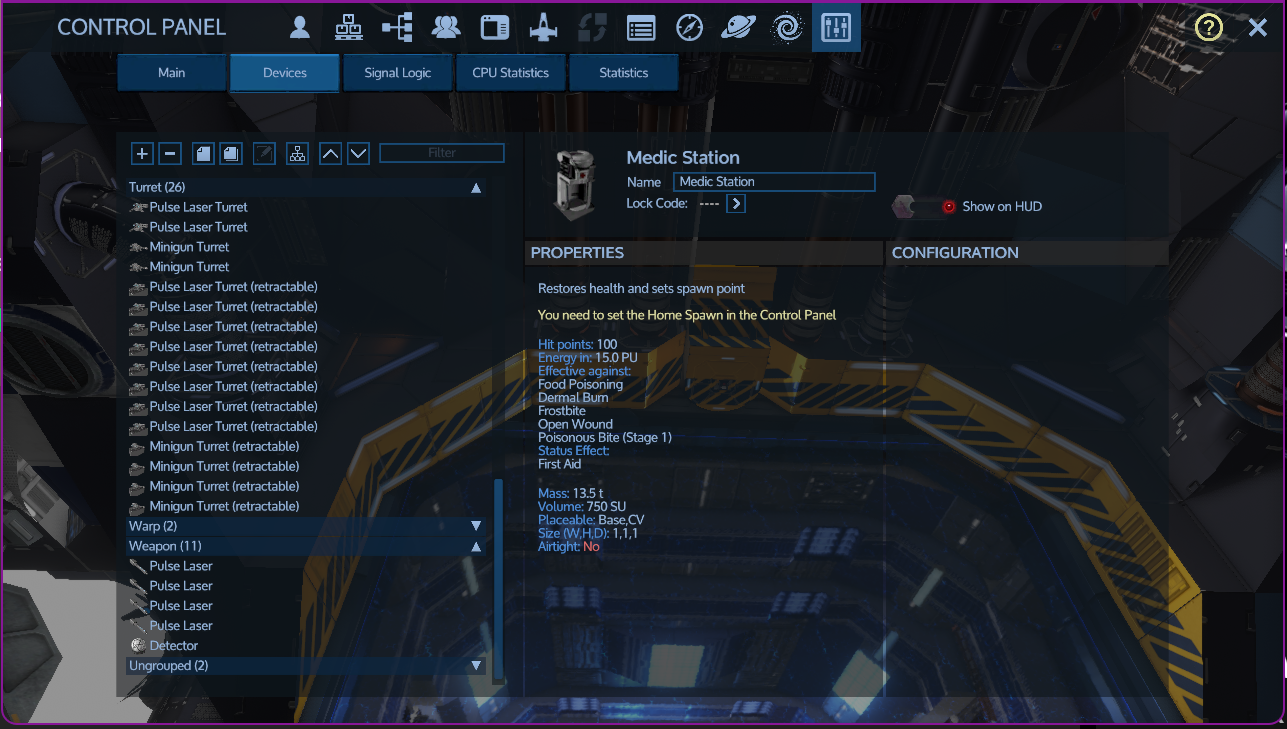 CONTROL PANEL
?
Main
Devices
Signal Logic
CPU Statistics
Statistics
Filter
Turret (26)
Pulse Laser Turret
Pulse Laser Turret
Minigun Turret
Minigun Turret
Pulse Laser Turret (retractable)
Pulse Laser Turret (retractable)
Pulse Laser Turret (retractable)
Pulse Laser Turret (retractable)
Pulse Laser Turret (retractable)
Pulse Laser Turret (retractable)
Pulse Laser Turret (retractable)
Pulse Laser Turret (retractable)
Minigun Turret (retractable)
Minigun Turret (retractable)
Minigun Turret (retractable)
Minigun Turret (retractable)
Warp (2)
Weapon (11)
Pulse Laser
Pulse Laser
Pulse Laser
Pulse Laser
Detector
Ungrouped (2)
Medic Station
Name Medic Station
Lock Code: ----
Show on HUD
PROPERTIES
Restores health and sets spawn point
You need to set the Home Spawn in the Control Panel
Hit points: 100
Energy in: 15.0 PU
Effective against:
Food Poisoning
Dermal Burn
Frostbite
Open Wound
Poisonous Bite (Stage 1)
Status Effect:
First Aid
Mass: 13.5 t
Volume: 750 SU
Placeable: Base,CV
Size (W,H,D): 1,1,1
Airtight: No
CONFIGURATION